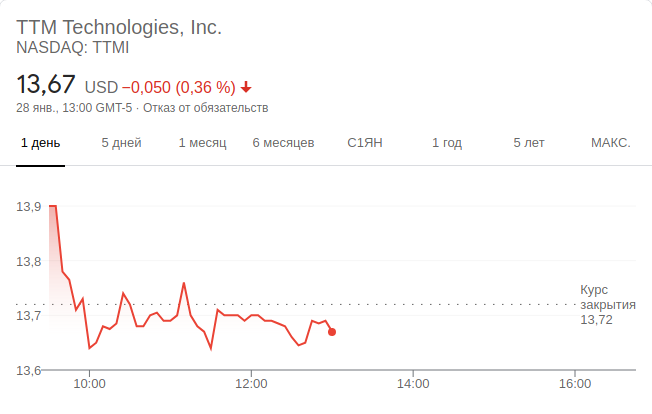 TTM Technologies, Inc.
NASDAQ: TTMI
13,67 USD −0,050 (0,36 %)
28 янв., 13:00 GMT-5 · Отказ от обязательств
1 день 5 дней 1 месяц 6 месяцев С1ЯН 1 год 5 лет МАКС.
13,9
13,8
Курс
закрытия
13,72
13,7
13,6
10:00 12:00 14:00 16:00